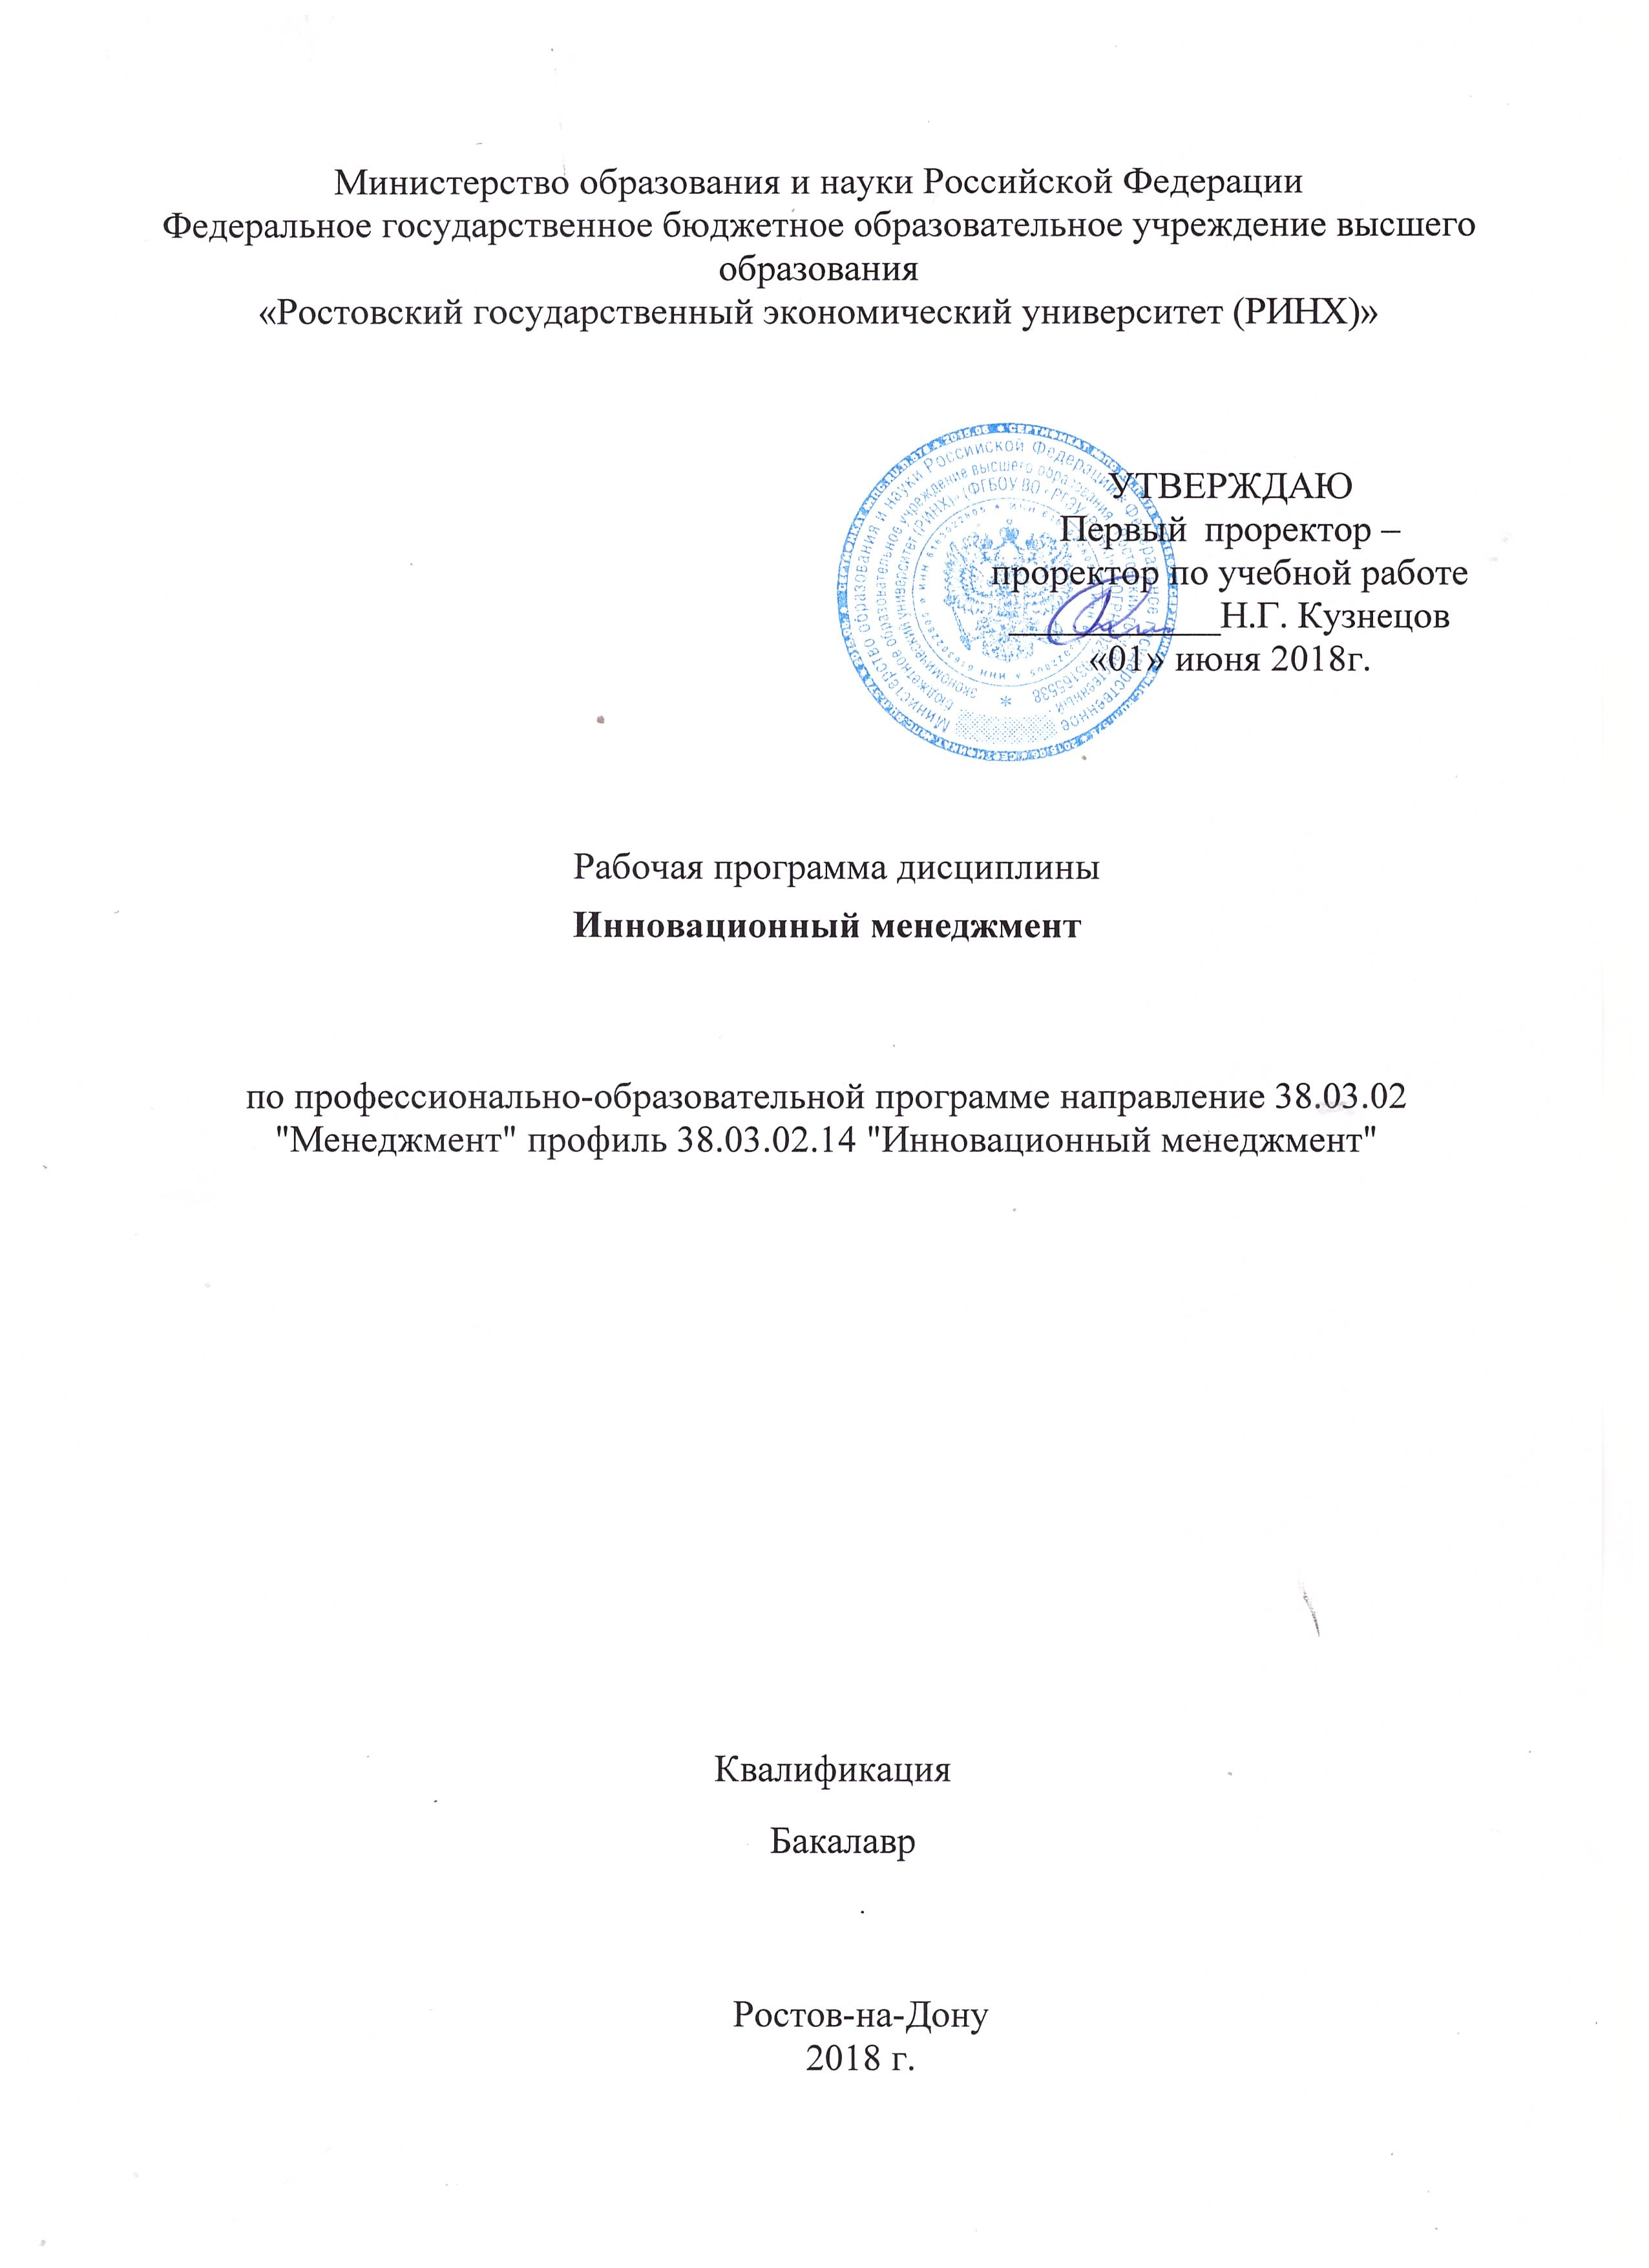 Министерство образования и науки Российской Федерации
Федеральное государственное бюджетное образовательное учреждение высшего
образования
«Ростовский государственный экономический университет (РИНХ)»
УТВЕРЖДАЮ
Первый проректор –
проректор по учебной работе
____________Н.Г. Кузнецов
«01» июня 2018г.
Рабочая программа дисциплины
Инновационный менеджмент
по профессионально-образовательной программе направление 38.03.02
"Менеджмент" профиль 38.03.02.14 "Инновационный менеджмент"
Квалификация
Бакалавр
Ростов-на-Дону
2018 г.